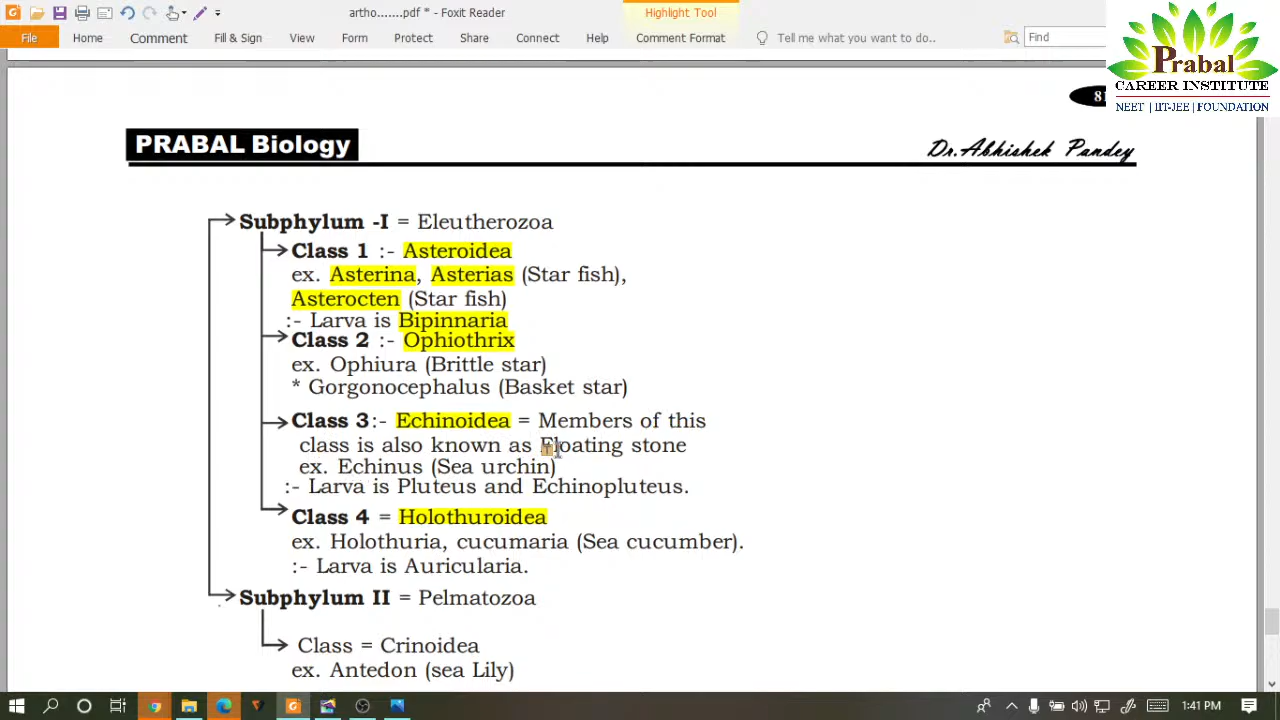 artho.......pdf * - Foxit Reader
Highlight Tool
File Home Comment Fill & Sign View Form Protect Share Connect Help Comment Format Tell me what you want to do.. Find
Prabal
CAREER INSTITUTE
NEET | IIT-JEE | FOUNDATION
PRABAL Biology
Dr.Abhishek Pandey
Subphylum -I = Eleutherozoa
Class 1 :- Asteroidea
ex. Asterina, Asterias (Star fish),
Asterocten (Star fish)
:- Larva is Bipinnaria
Class 2 :- Ophiothrix
ex. Ophiura (Brittle star)
* Gorgonocephalus (Basket star)
Class 3:- Echinoidea = Members of this
class is also known as Floating stone
ex. Echinus (Sea urchin)
:- Larva is Pluteus and Echinopluteus.
Class 4 = Holothuroidea
ex. Holothuria, cucumaria (Sea cucumber).
:- Larva is Auricularia.
Subphylum II = Pelmatozoa
Class = Crinoidea
ex. Antedon (sea Lily)
1:41 PM